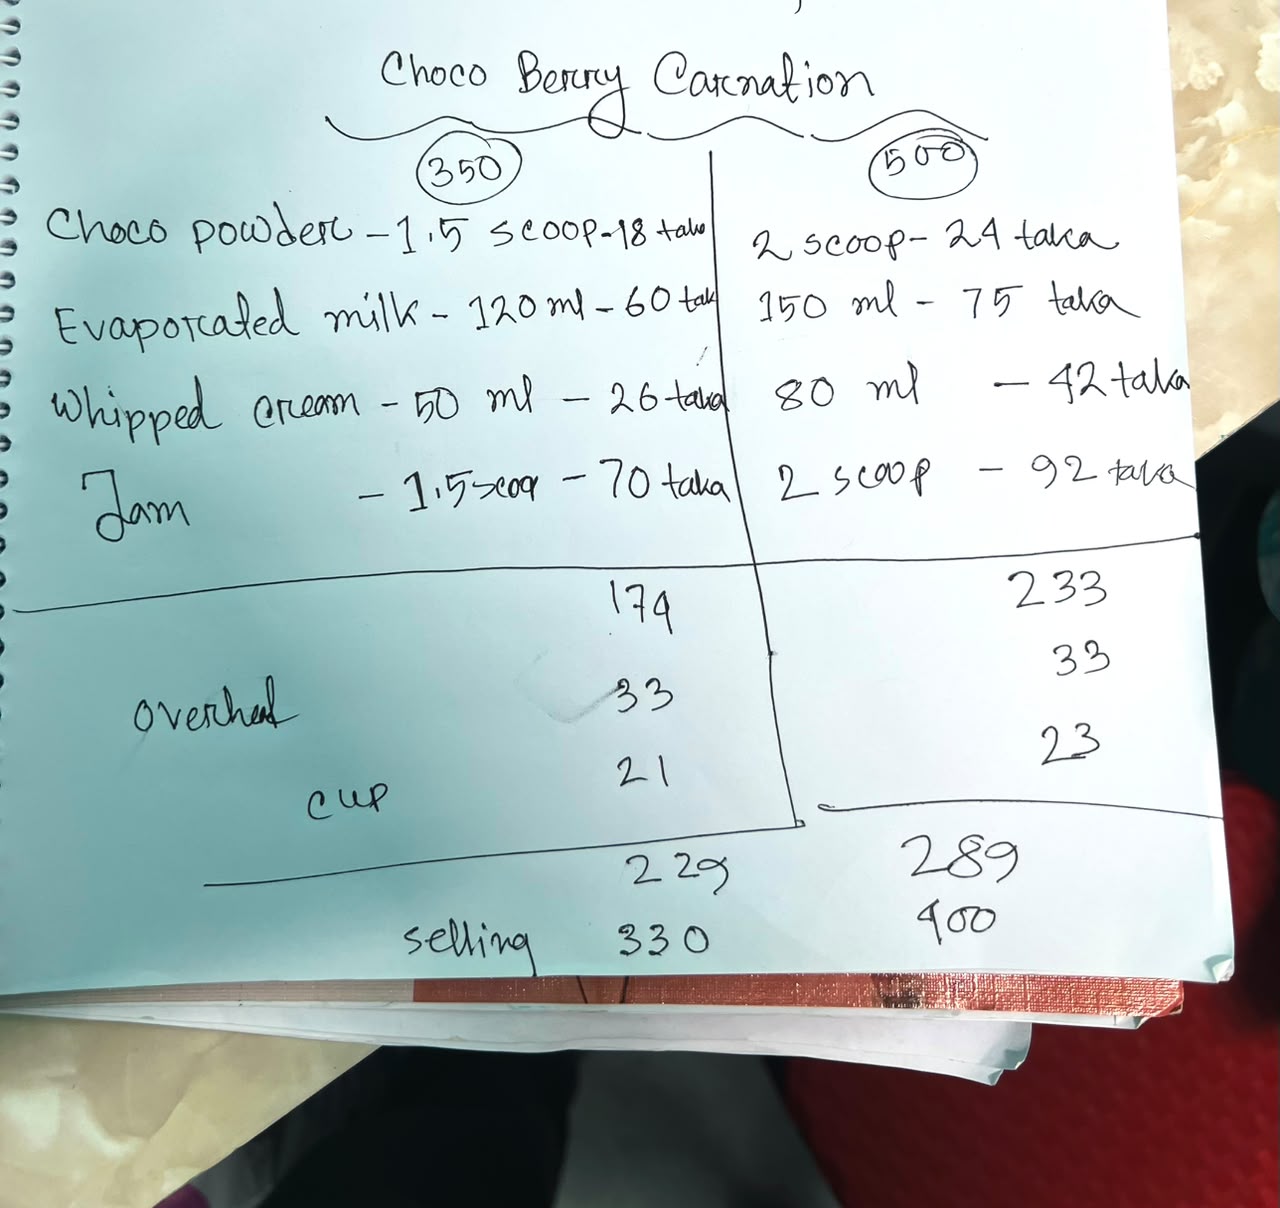 Choco Berry Carnation
350 500
Choco powder - 1.5 scoop - 18 taka 2 scoop - 24 taka
Evaporated milk - 120 ml - 60 tak 150 ml - 75 taka
Whipped cream - 50 ml - 26 taka 80 ml - 42 taka
Jam - 1.5 scoop - 70 taka 2 scoop - 92 taka
174 233
overhed 33 33
cup 21 23
229 289
selling 330 400